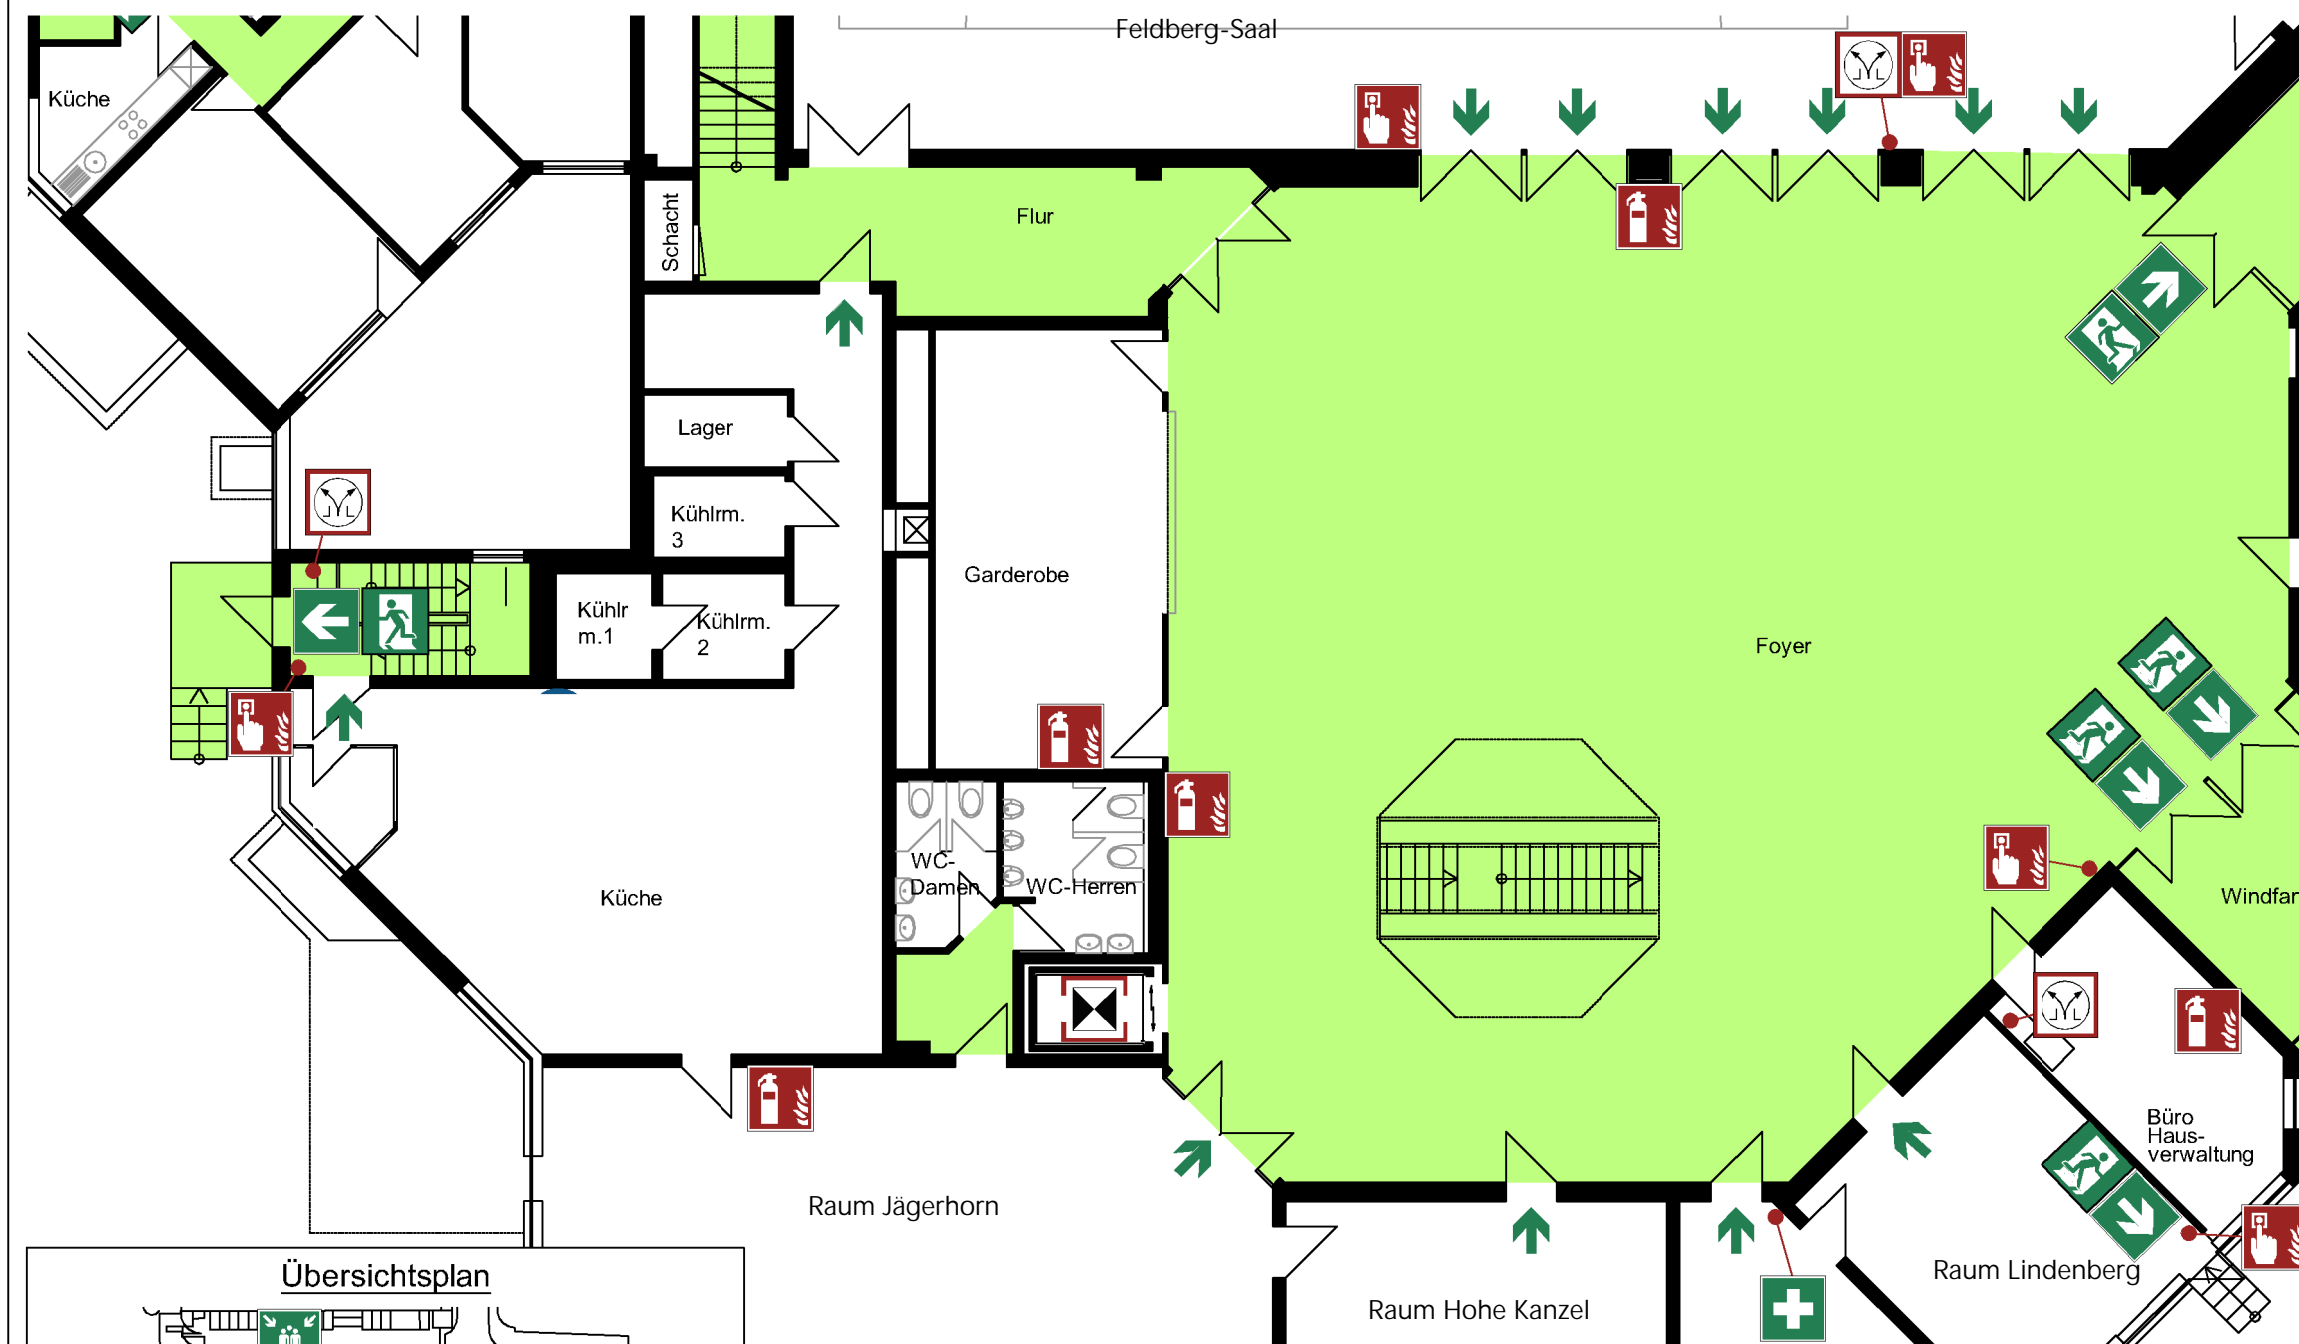 Feldberg-Saal
Küche
Schacht
Flur
Lager
Kühlrm.
3
Garderobe
Kühlr
m.1
Kühlrm.
2
Foyer
WC-
Damen
WC-Herren
Küche
Windfan
Büro
Haus-
verwaltung
Raum Jägerhorn
Raum Lindenberg
Raum Hohe Kanzel
Übersichtsplan